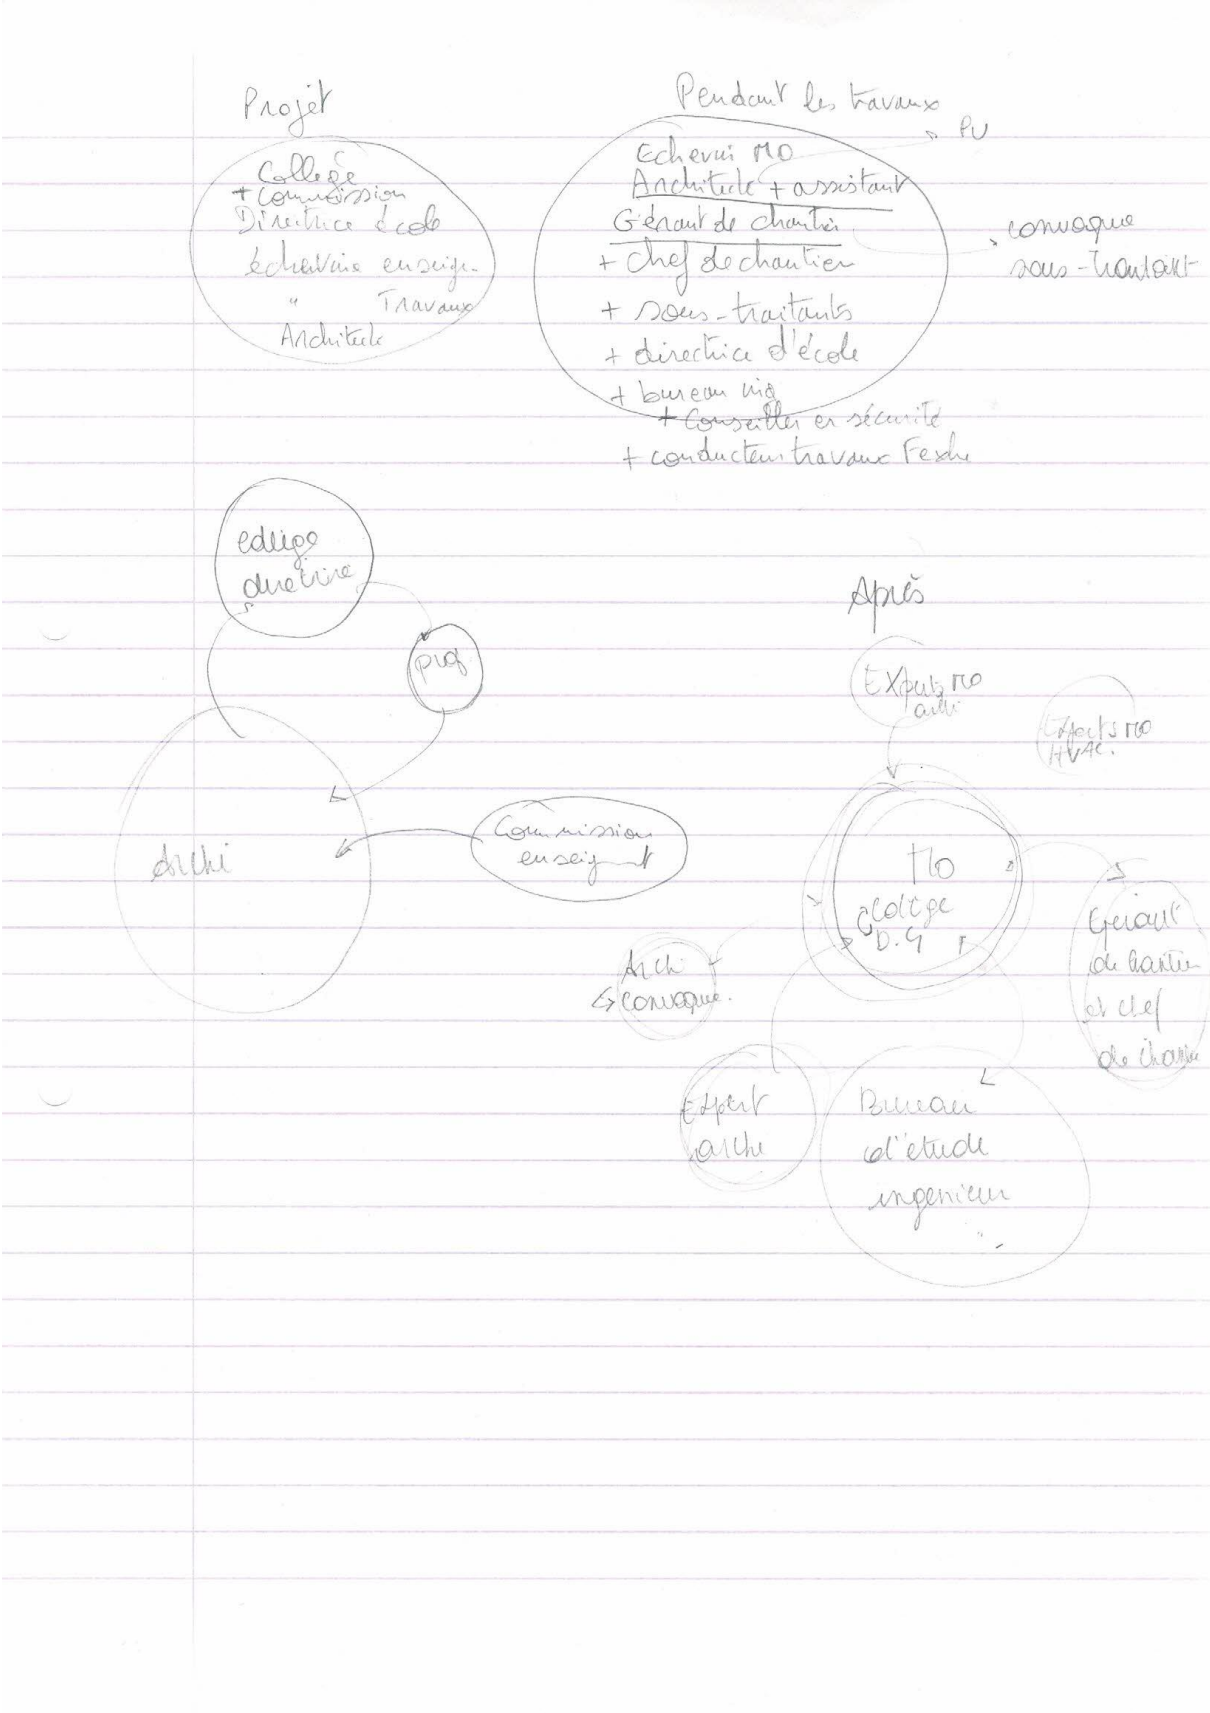 Projet
Collège
+ Commission
Directrice école
échevine enseign.
" Travaux
Architecte
Pendant les travaux
PV
Echevin MO
Architecte + assistant
Gérant de chantier
+ chef de chantier
+ sous-traitants
+ directrice d'école
+ bureau
+ Conseiller en sécurité
+ conducteur travaux
convoque
sous-traitant
collège
directrice
prof
Archi
Commission
enseignt
Après
Experts MO
archi
Experts MO
HVAC.
MO
Collège
D.G
Archi
↳ convoque.
Gérant
de chantier
et chef
de chantier
Expert
archi
Bureau
d'étude
ingénieur